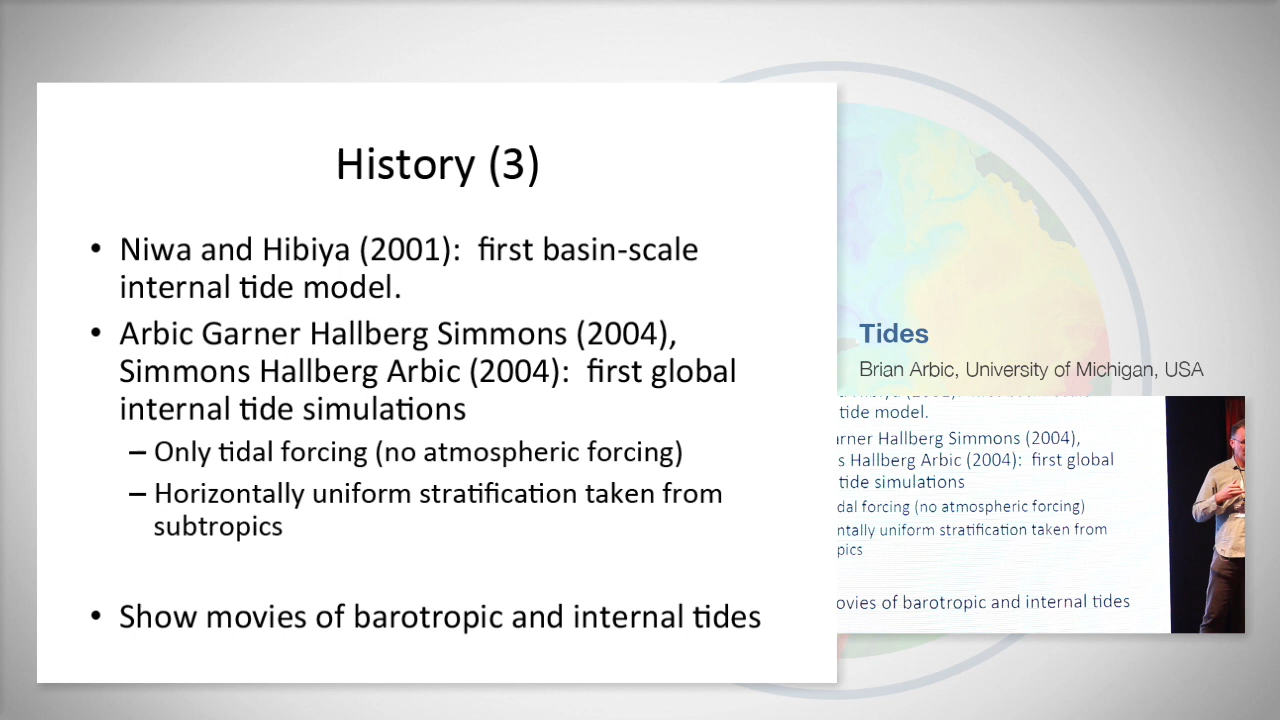 History (3)
• Niwa and Hibiya (2001): first basin-scale
internal tide model.
• Arbic Garner Hallberg Simmons (2004),
Simmons Hallberg Arbic (2004): first global
internal tide simulations
– Only tidal forcing (no atmospheric forcing)
– Horizontally uniform stratification taken from
subtropics
• Show movies of barotropic and internal tides
Tides
Brian Arbic, University of Michigan, USA
tide model.
arner Hallberg Simmons (2004),
s Hallberg Arbic (2004): first global
tide simulations
dal forcing (no atmospheric forcing)
ntally uniform stratification taken from
pics
ovies of barotropic and internal tides